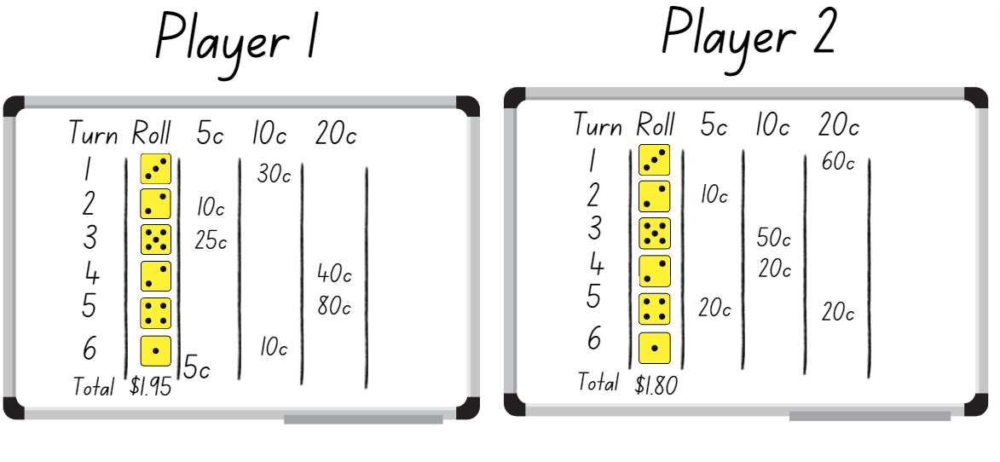 Player 1
Turn Roll 5c 10c 20c
1 30c
2 10c
3 25c
4 40c
5 80c
6 10c
5c
Total $1.95
Player 2
Turn Roll 5c 10c 20c
1 60c
2 10c
3 50c
4 20c
5 20c 20c
6
Total $1.80